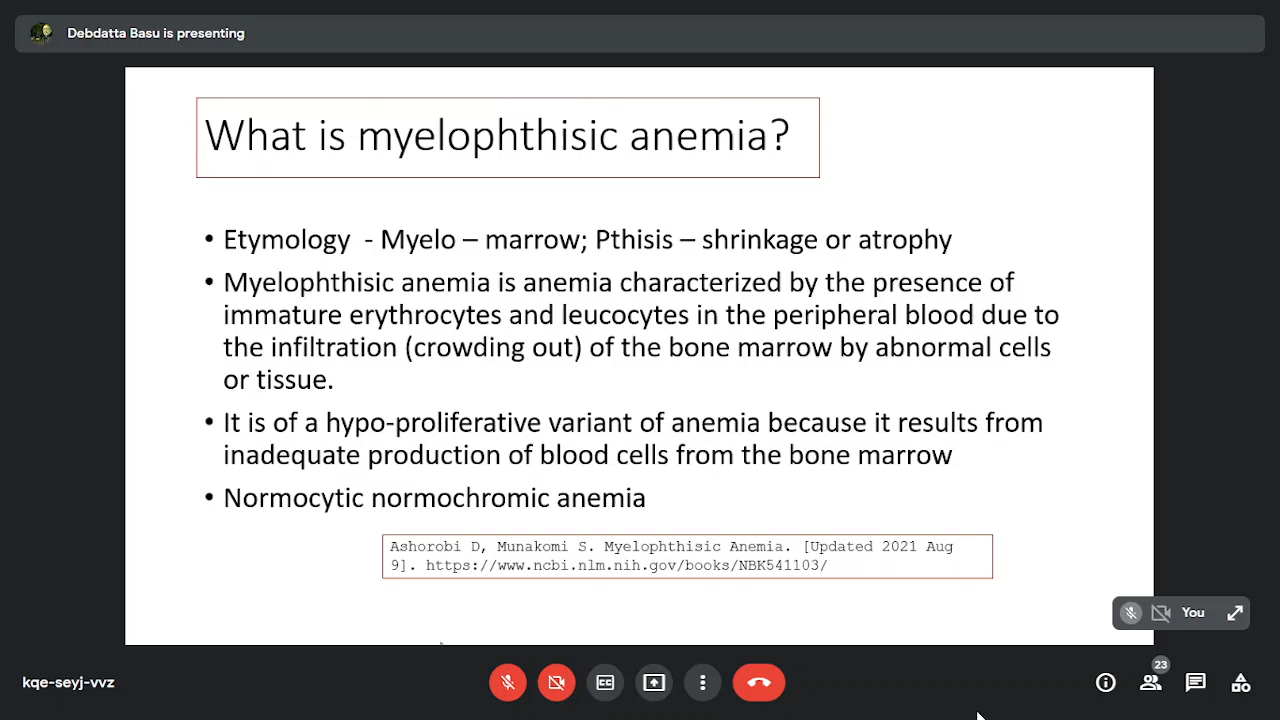 Debdatta Basu is presenting
What is myelophthisic anemia?
• Etymology - Myelo – marrow; Pthisis – shrinkage or atrophy
• Myelophthisic anemia is anemia characterized by the presence of
immature erythrocytes and leucocytes in the peripheral blood due to
the infiltration (crowding out) of the bone marrow by abnormal cells
or tissue.
• It is of a hypo-proliferative variant of anemia because it results from
inadequate production of blood cells from the bone marrow
• Normocytic normochromic anemia
Ashorobi D, Munakomi S. Myelophthisic Anemia. [Updated 2021 Aug
9]. https://www.ncbi.nlm.nih.gov/books/NBK541103/
You
kqe-seyj-vvz
CC
23